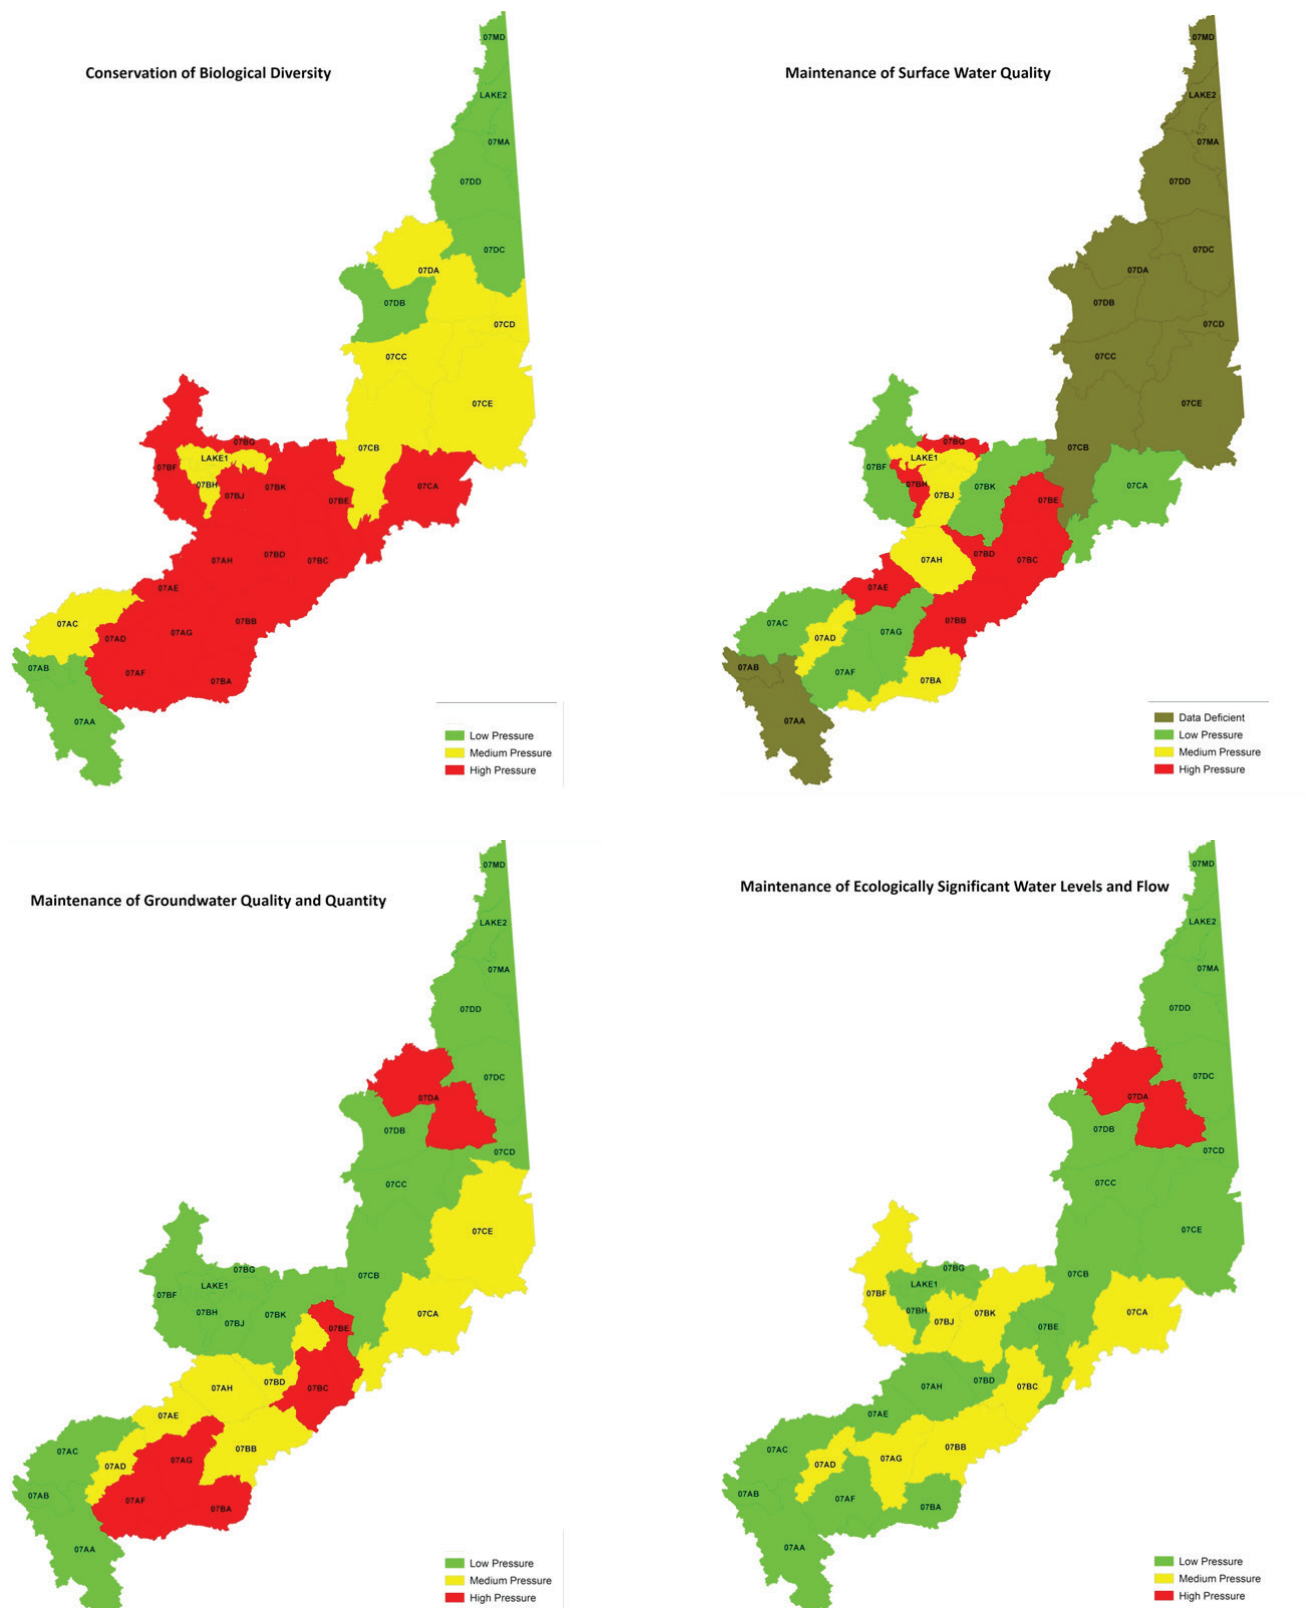 Conservation of Biological Diversity
07MD
LAKE2
07MA
07DD
07DC
07DA
07DB
07CD
07CC
07CE
07CB
07BG
LAKE1
07BF
07BH
07BJ
07BK
07BE
07CA
07AH
07BD
07BC
07AE
07AC
07AD
07AG
07BB
07AB
07AF
07BA
07AA
Low Pressure
Medium Pressure
High Pressure
Maintenance of Surface Water Quality
07MD
LAKE2
07MA
07DD
07DC
07DA
07DB
07CD
07CC
07CE
07CB
07BG
LAKE1
07BF
07BH
07BJ
07BK
07BE
07CA
07AH
07BD
07BC
07AE
07AC
07AD
07AG
07BB
07AB
07AF
07BA
07AA
Data Deficient
Low Pressure
Medium Pressure
High Pressure
Maintenance of Groundwater Quality and Quantity
07MD
LAKE2
07MA
07DD
07DC
07DA
07DB
07CD
07CC
07CE
07CB
07BG
LAKE1
07BF
07BH
07BJ
07BK
07BE
07CA
07AH
07BD
07BC
07AE
07AC
07AD
07AG
07BB
07AB
07AF
07BA
07AA
Low Pressure
Medium Pressure
High Pressure
Maintenance of Ecologically Significant Water Levels and Flow
07MD
LAKE2
07MA
07DD
07DC
07DA
07DB
07CD
07CC
07CE
07CB
07BG
LAKE1
07BF
07BH
07BJ
07BK
07BE
07CA
07AH
07BD
07BC
07AE
07AC
07AD
07AG
07BB
07AB
07AF
07BA
07AA
Low Pressure
Medium Pressure
High Pressure